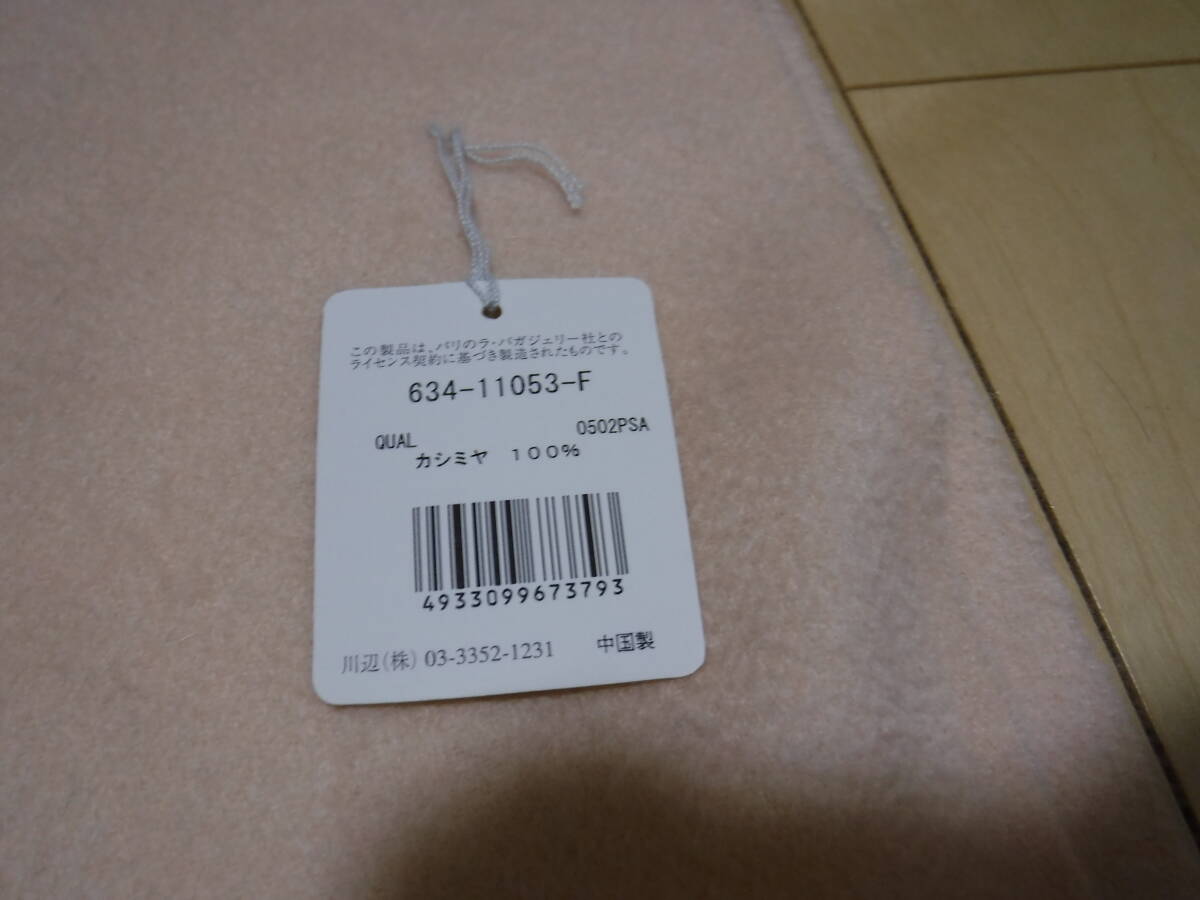 この製品は、パリのラ・バガジェリー社との
ライセンス契約に基づき製造されたものです。
634-11053-F
QUAL 0502PSA
カシミヤ 100%
4933099673793
川辺(株) 03-3352-1231 中国製